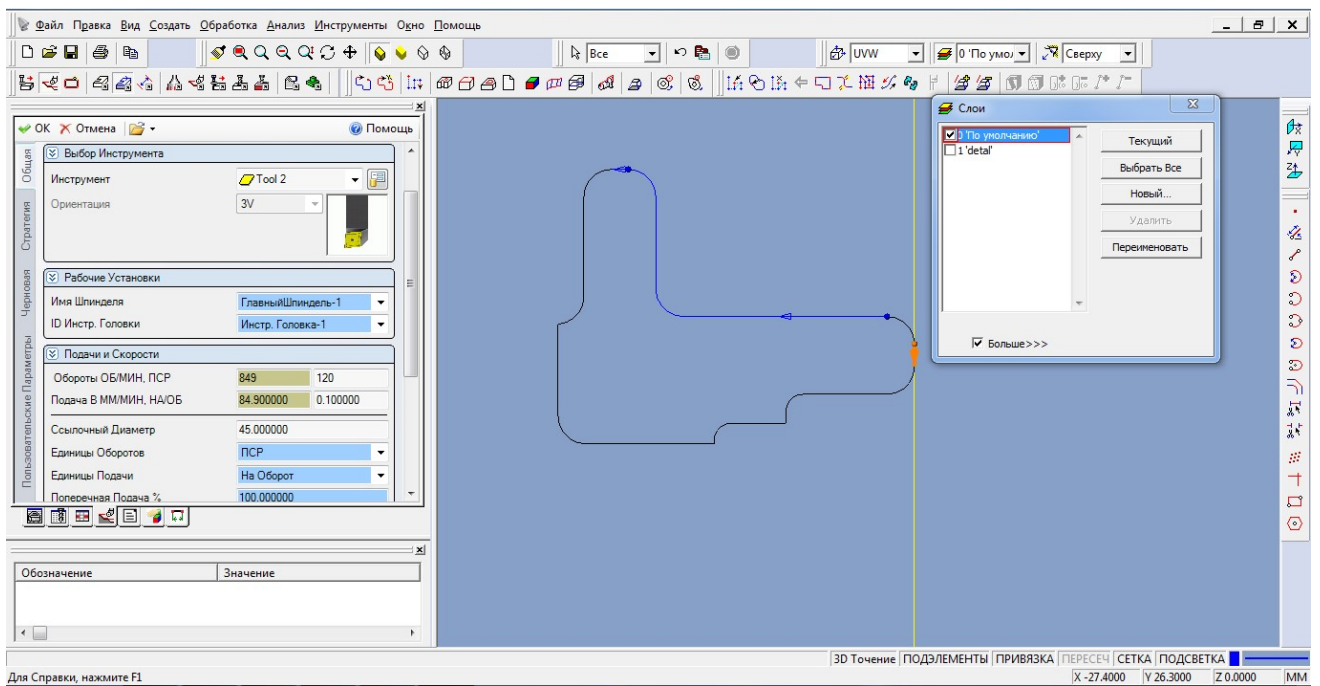 Файл Правка Вид Создать Обработка Анализ Инструменты Окно Помощь
Все UVW 0 'По умо. Сверху
OK Отмена Помощь
Общая
Стратегия
Черновая
Пользовательские Параметры
Выбор Инструмента
Инструмент Tool 2
Ориентация 3V
Рабочие Установки
Имя Шпинделя ГлавныйШпиндель-1
ID Инстр. Головки Инстр. Головка-1
Подачи и Скорости
Обороты ОБ/МИН, ПСР 849 120
Подача В ММ/МИН, НА/ОБ 84.900000 0.100000
Ссылочный Диаметр 45.000000
Единицы Оборотов ПСР
Единицы Подачи На Оборот
Поперечная Подача % 100.000000
Обозначение Значение
Слои
0 'По умолчанию'
1 'detal'
Текущий
Выбрать Все
Новый...
Удалить
Переименовать
Больше>>>
3D Точение ПОДЭЛЕМЕНТЫ ПРИВЯЗКА ПЕРЕСЕЧ СЕТКА ПОДСВЕТКА
Для Справки, нажмите F1 X -27.4000 Y 26.3000 Z 0.0000 MM